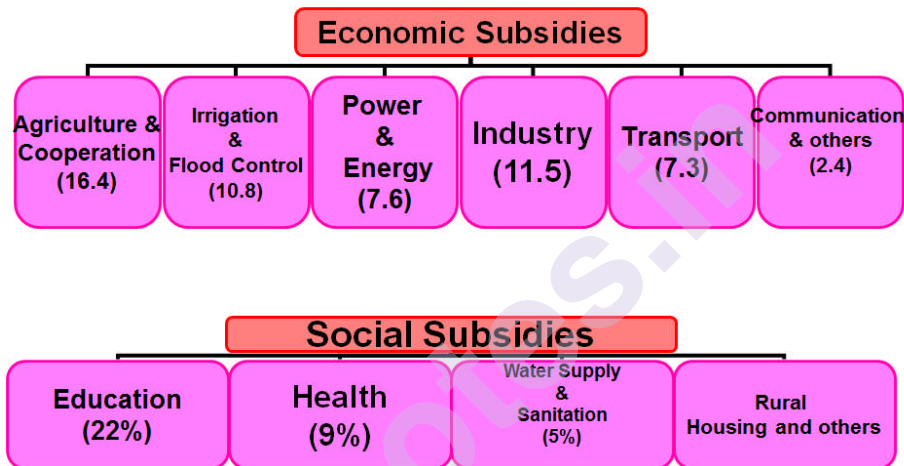 Economic Subsidies
Agriculture &
Cooperation
(16.4)
Irrigation
&
Flood Control
(10.8)
Power
&
Energy
(7.6)
Industry
(11.5)
Transport
(7.3)
Communication
& others
(2.4)
Social Subsidies
Education
(22%)
Health
(9%)
Water Supply
&
Sanitation
(5%)
Rural
Housing and others
otes.in